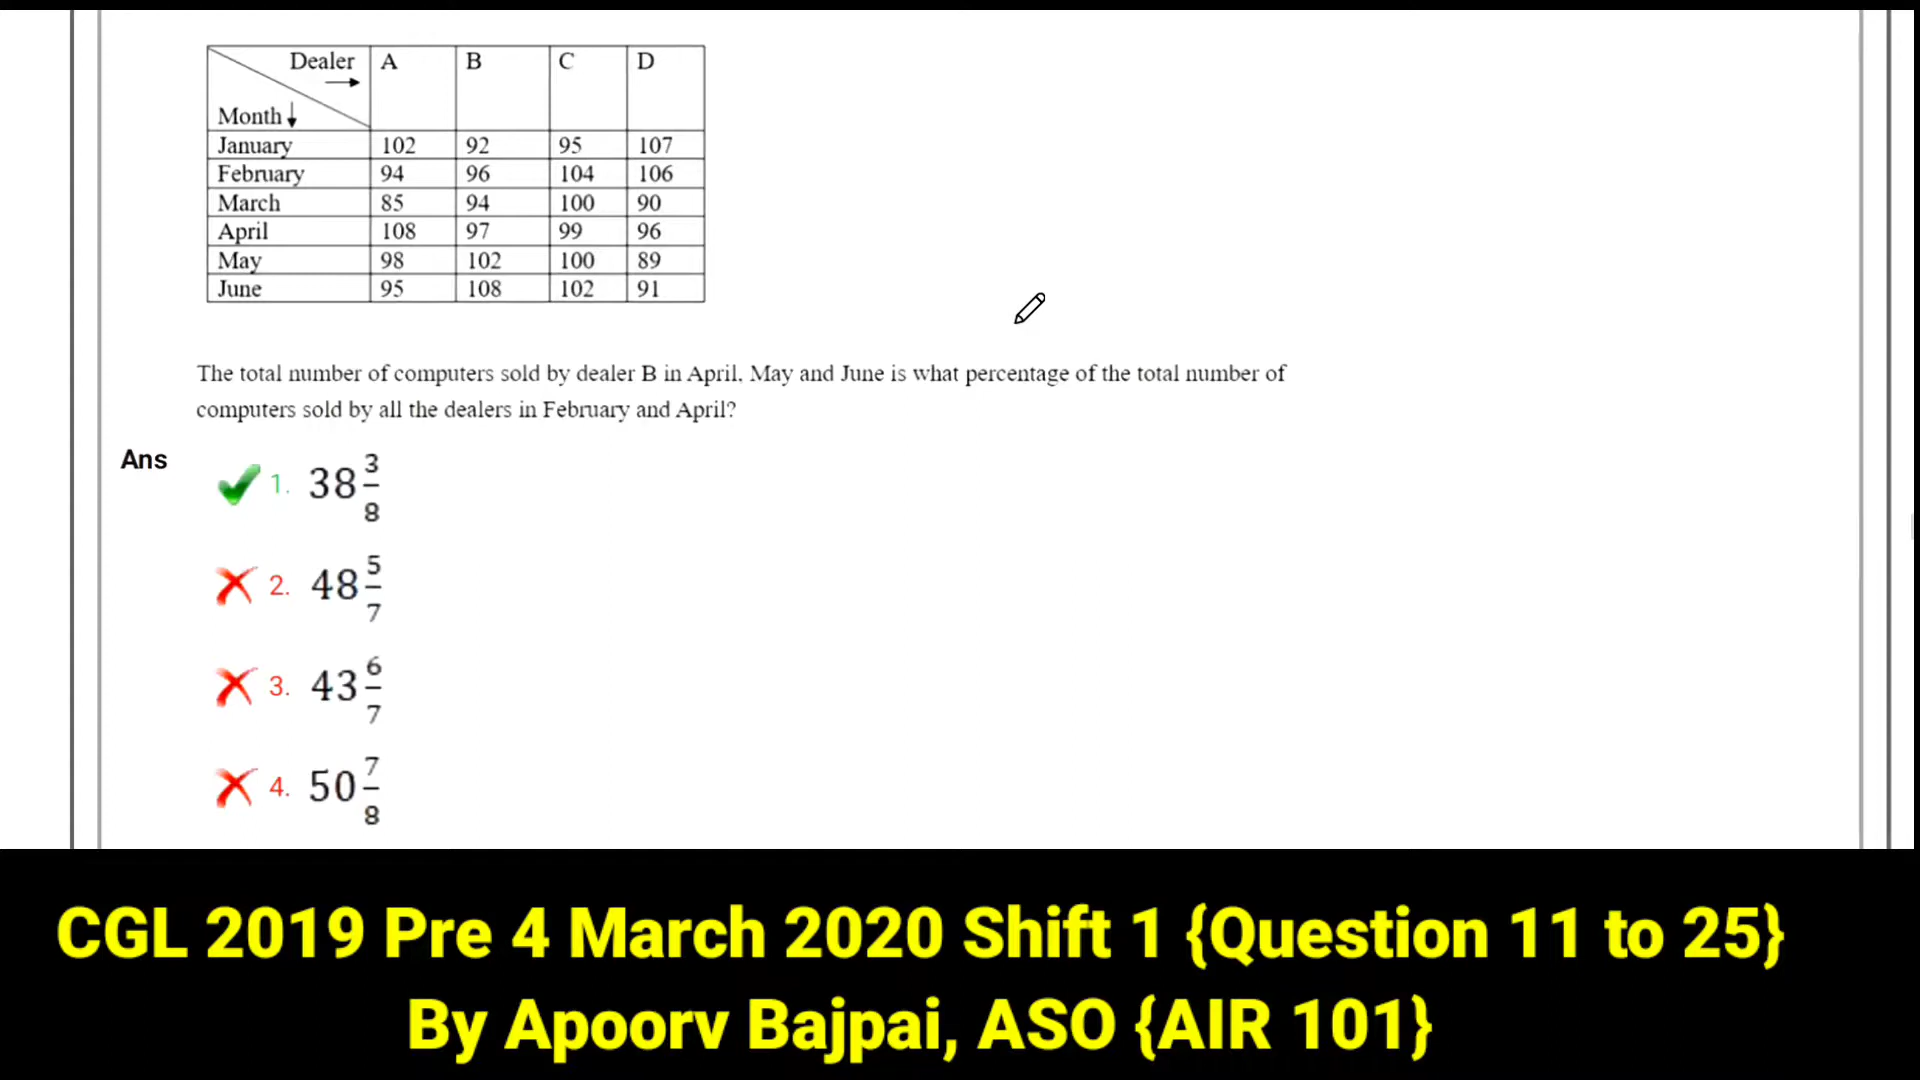 Dealer A B C D
Month
January 102 92 95 107
February 94 96 104 106
March 85 94 100 90
April 108 97 99 96
May 98 102 100 89
June 95 108 102 91
The total number of computers sold by dealer B in April, May and June is what percentage of the total number of
computers sold by all the dealers in February and April?
Ans
1. 38 3/8
2. 48 5/7
3. 43 6/7
4. 50 7/8
CGL 2019 Pre 4 March 2020 Shift 1 {Question 11 to 25}
By Apoorv Bajpai, ASO {AIR 101}